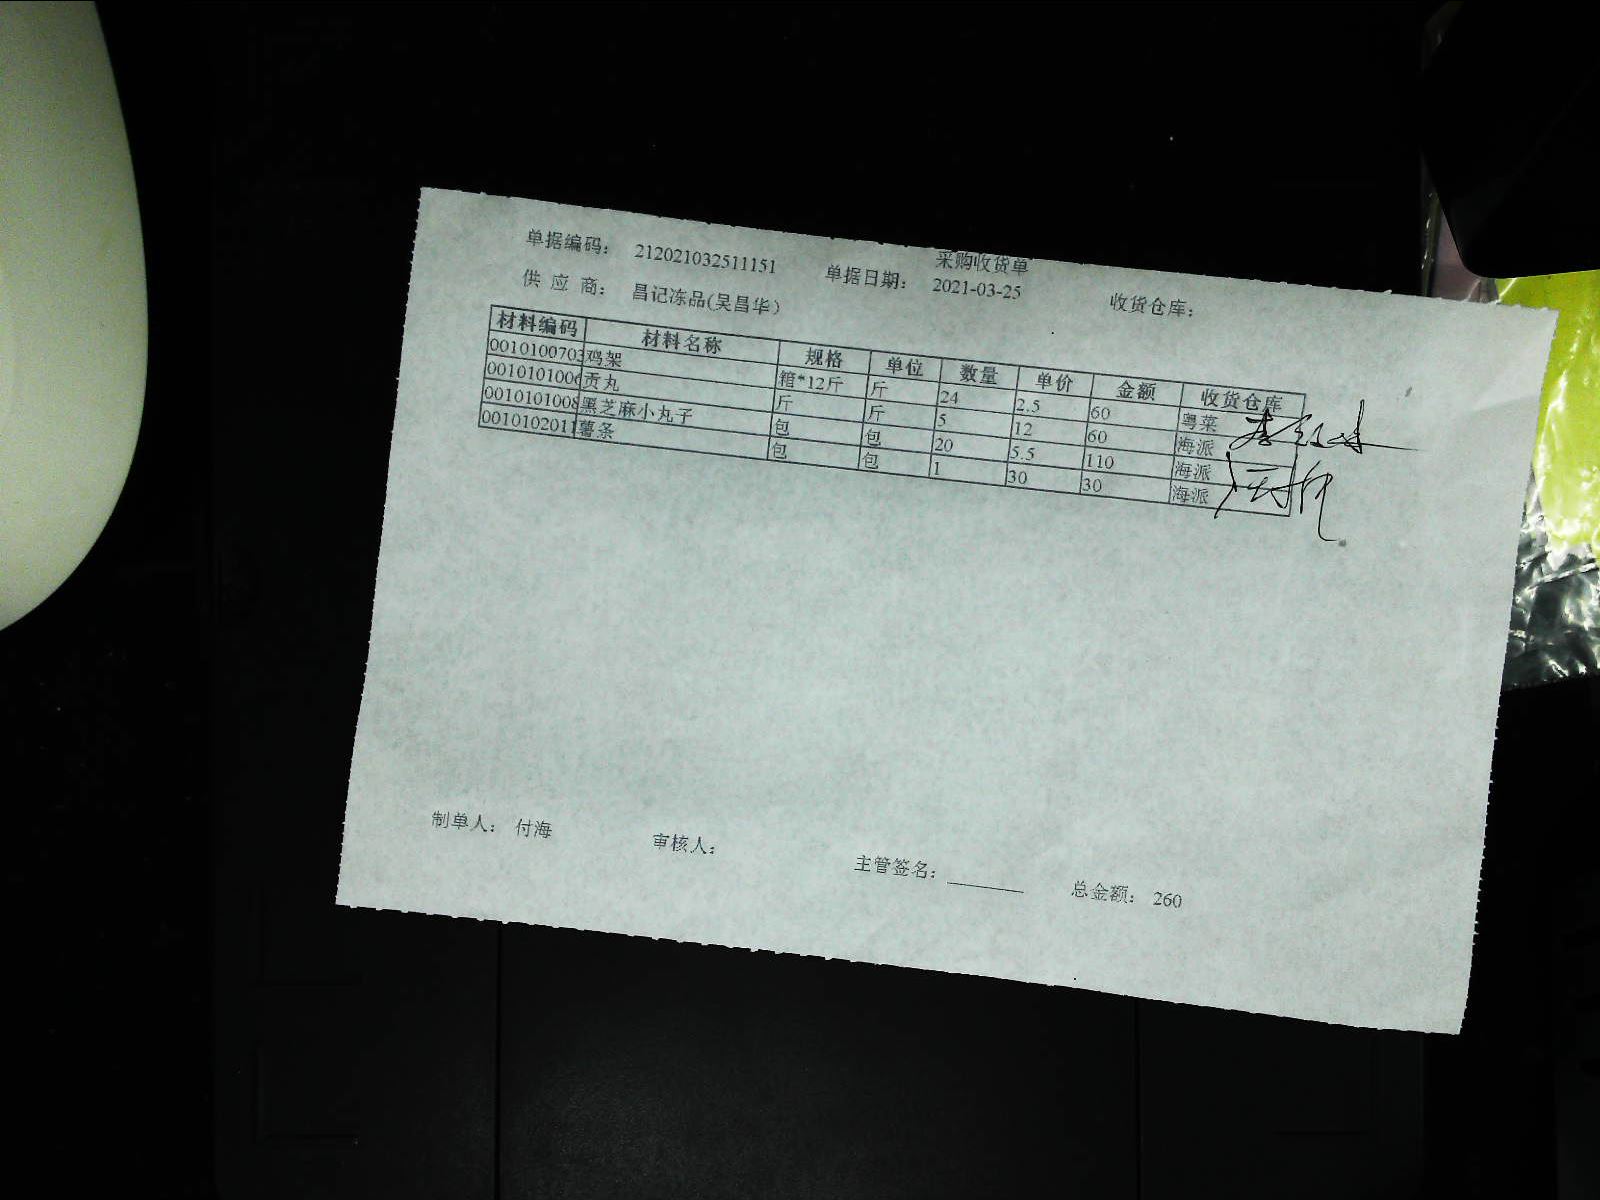 采购收货单
单据编码： 212021032511151 单据日期： 2021-03-25 收货仓库：
供 应 商： 昌记冻品(吴昌华）
材料编码 材料名称 规格 单位 数量 单价 金额 收货仓库
0010100703 鸡架 箱*12斤 斤 24 2.5 60 粤菜
001010100 贡丸 斤 斤 5 12 60 海派
0010101008 黑芝麻小丸子 包 包 20 5.5 110 海派
001010201 薯条 包 包 1 30 30 海派
制单人： 付海 审核人： 主管签名： 总金额： 260